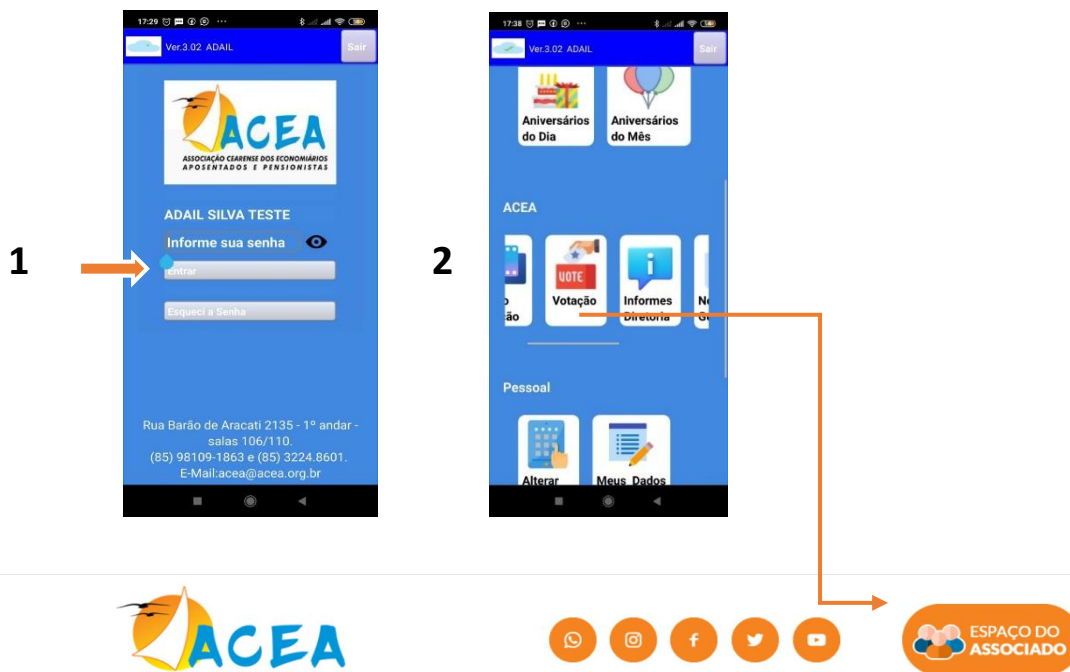 17:29
Ver.3.02 ADAIL
Sair
ACEA
ASSOCIAÇÃO CEARENSE DOS ECONOMIÁRIOS
APOSENTADOS E PENSIONISTAS
ADAIL SILVA TESTE
Informe sua senha
Entrar
Esqueci a Senha
Rua Barão de Aracati 2135 - 1º andar -
salas 106/110.
(85) 98109-1863 e (85) 3224.8601.
E-Mail:acea@acea.org.br
1
2
17:38
Ver.3.02 ADAIL
Sair
Aniversários
do Dia
Aniversários
do Mês
ACEA
ão
VOTE
Votação
Informes
Diretoria
Pessoal
Alterar
Meus Dados
ACEA
ESPAÇO DO
ASSOCIADO